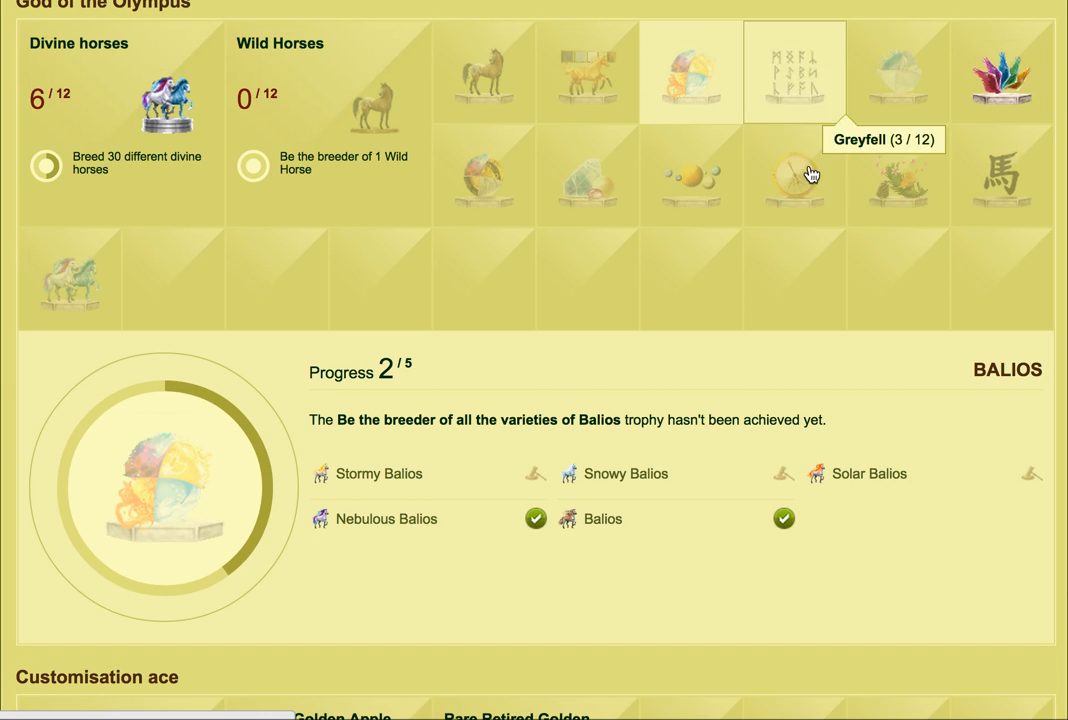 God of the Olympus
Divine horses
Wild Horses
6 / 12
0 / 12
Breed 30 different divine
horses
Be the breeder of 1 Wild
Horse
Greyfell (3 / 12)
馬
Progress 2 / 5
BALIOS
The Be the breeder of all the varieties of Balios trophy hasn't been achieved yet.
Stormy Balios
Snowy Balios
Solar Balios
Nebulous Balios
Balios
Customisation ace
Golden Apple
Rare Retired Golden